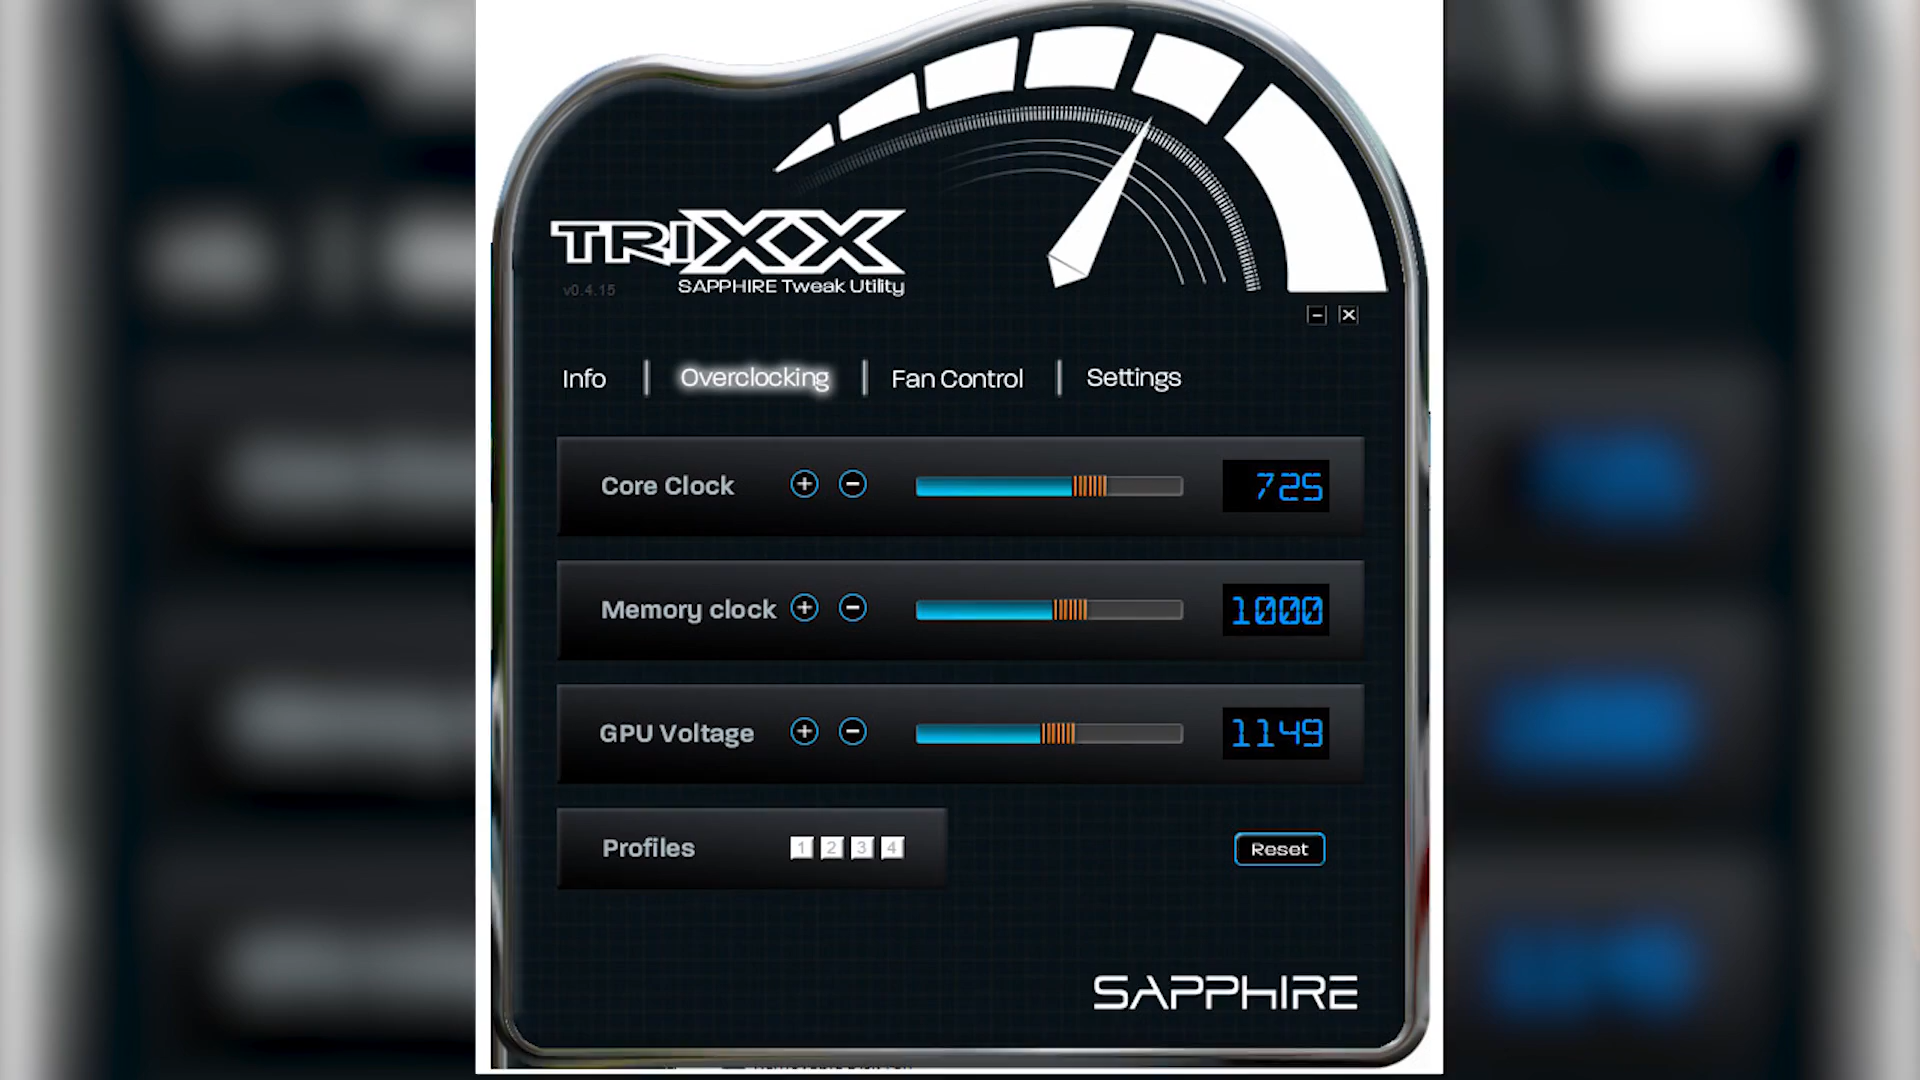 TRIXX
SAPPHIRE Tweak Utility
v0.4.15
Info | Overclocking | Fan Control | Settings
Core Clock 725
Memory clock 1000
GPU Voltage 1149
Profiles 1 2 3 4
Reset
SAPPHIRE